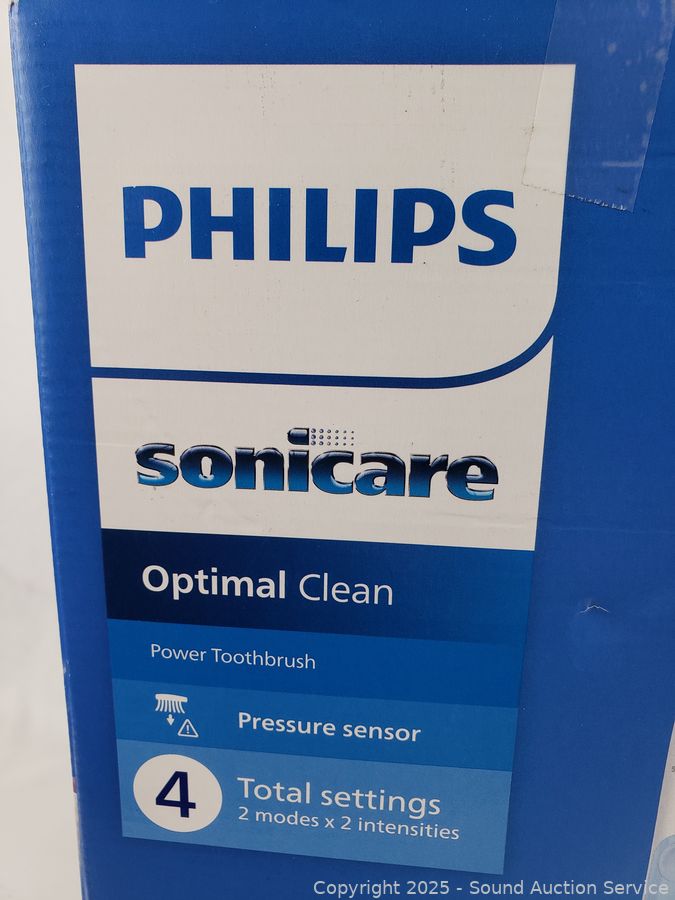 PHILIPS
sonicare
Optimal Clean
Power Toothbrush
Pressure sensor
4
Total settings
2 modes x 2 intensities
Copyright 2025 - Sound Auction Service